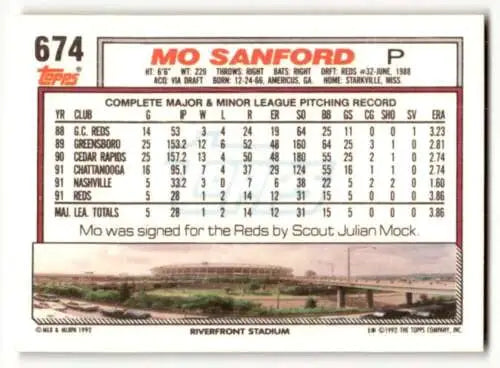 674
Topps
MO SANFORD P
HT: 6'6" WT: 220 THROWS: RIGHT BATS: RIGHT DRFT: REDS #32-JUNE, 1988
ACQ: VIA DRAFT BORN: 12-24-66, AMERICUS, GA. HOME: STARKVILLE, MISS.
COMPLETE MAJOR & MINOR LEAGUE PITCHING RECORD
YR CLUB G IP W L R ER SO BB GS CG SHO SV ERA
88 G.C. REDS 14 53 3 4 24 19 64 25 11 0 0 1 3.23
89 GREENSBORO 25 153.2 12 6 52 48 160 64 25 3 1 0 2.81
90 CEDAR RAPIDS 25 157.2 13 4 50 48 180 55 25 2 1 0 2.74
91 CHATTANOOGA 16 95.1 7 4 37 29 124 55 16 1 1 0 2.74
91 NASHVILLE 5 33.2 3 0 7 6 38 22 5 2 2 0 1.60
91 REDS 5 28 1 2 14 12 31 15 5 0 0 0 3.86
MAJ. LEA. TOTALS 5 28 1 2 14 12 31 15 5 0 0 0 3.86
Mo was signed for the Reds by Scout Julian Mock.
© MLB & MLBPA 1992 RIVERFRONT STADIUM © 1992 THE TOPPS COMPANY, INC.